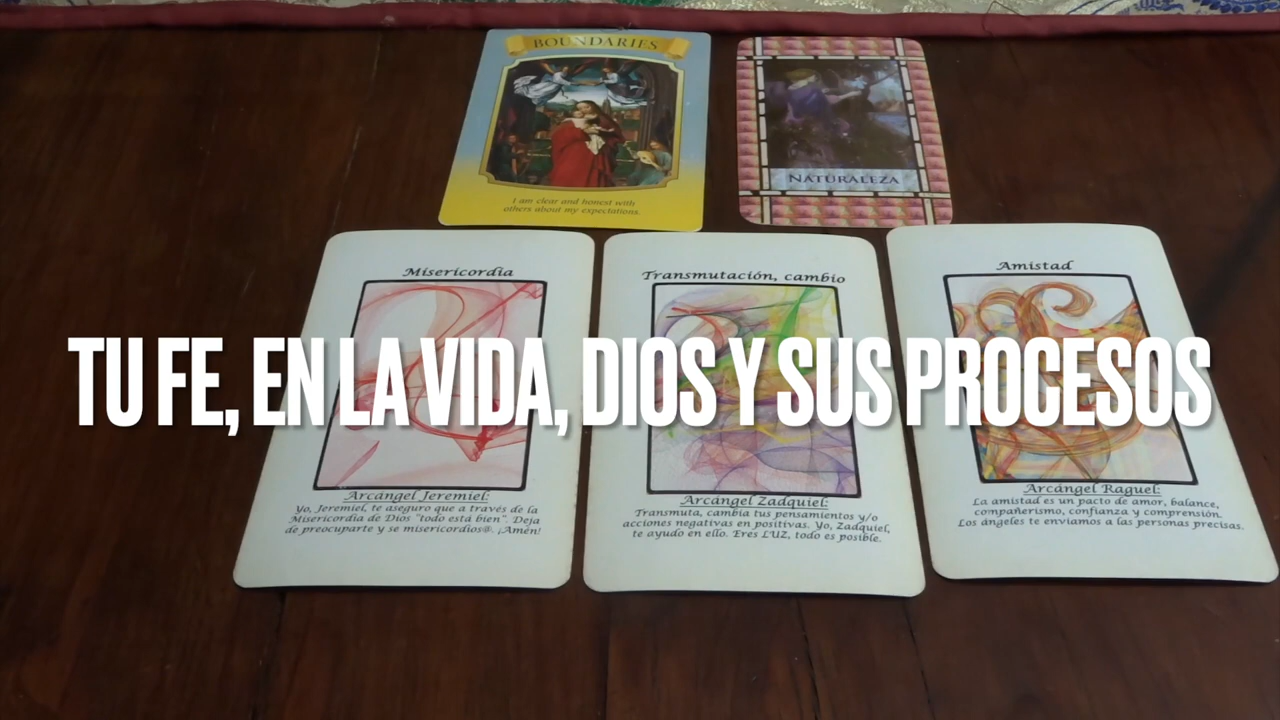 BOUNDARIES
I am clear and honest with
others about my expectations.
NATURALEZA
Misericordia
Arcángel Jeremiel:
Yo, Jeremiel, te aseguro que a través de la
Misericordia de Dios "todo está bien". Deja
de preocuparte y se misericordios@. ¡Amén!
Transmutación, cambio
Arcángel Zadquiel:
Transmuta, cambia tus pensamientos y/o
acciones negativas en positivas. Yo, Zadquiel,
te ayudo en ello. Eres LUZ, todo es posible.
Amistad
Arcángel Raguel:
La amistad es un pacto de amor, balance,
compañerismo, confianza y comprensión.
Los ángeles te enviamos a las personas precisas.
TU FE, EN LA VIDA, DIOS Y SUS PROCESOS